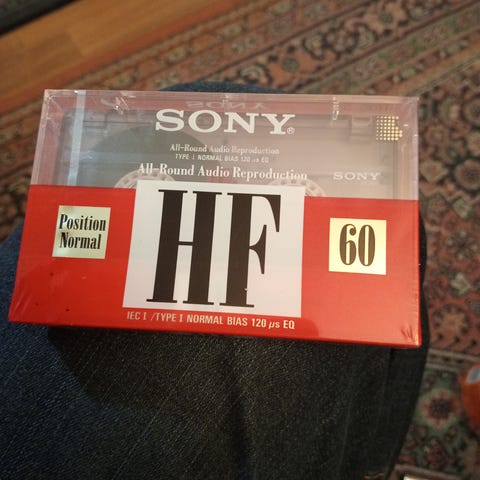 SONY
SONY®
All-Round Audio Reproduction
TYPE I NORMAL BIAS 120 µs EQ
All-Round Audio Reproduction
SONY
Position
Normal
HF
60
IEC I /TYPE I NORMAL BIAS 120 µs EQ